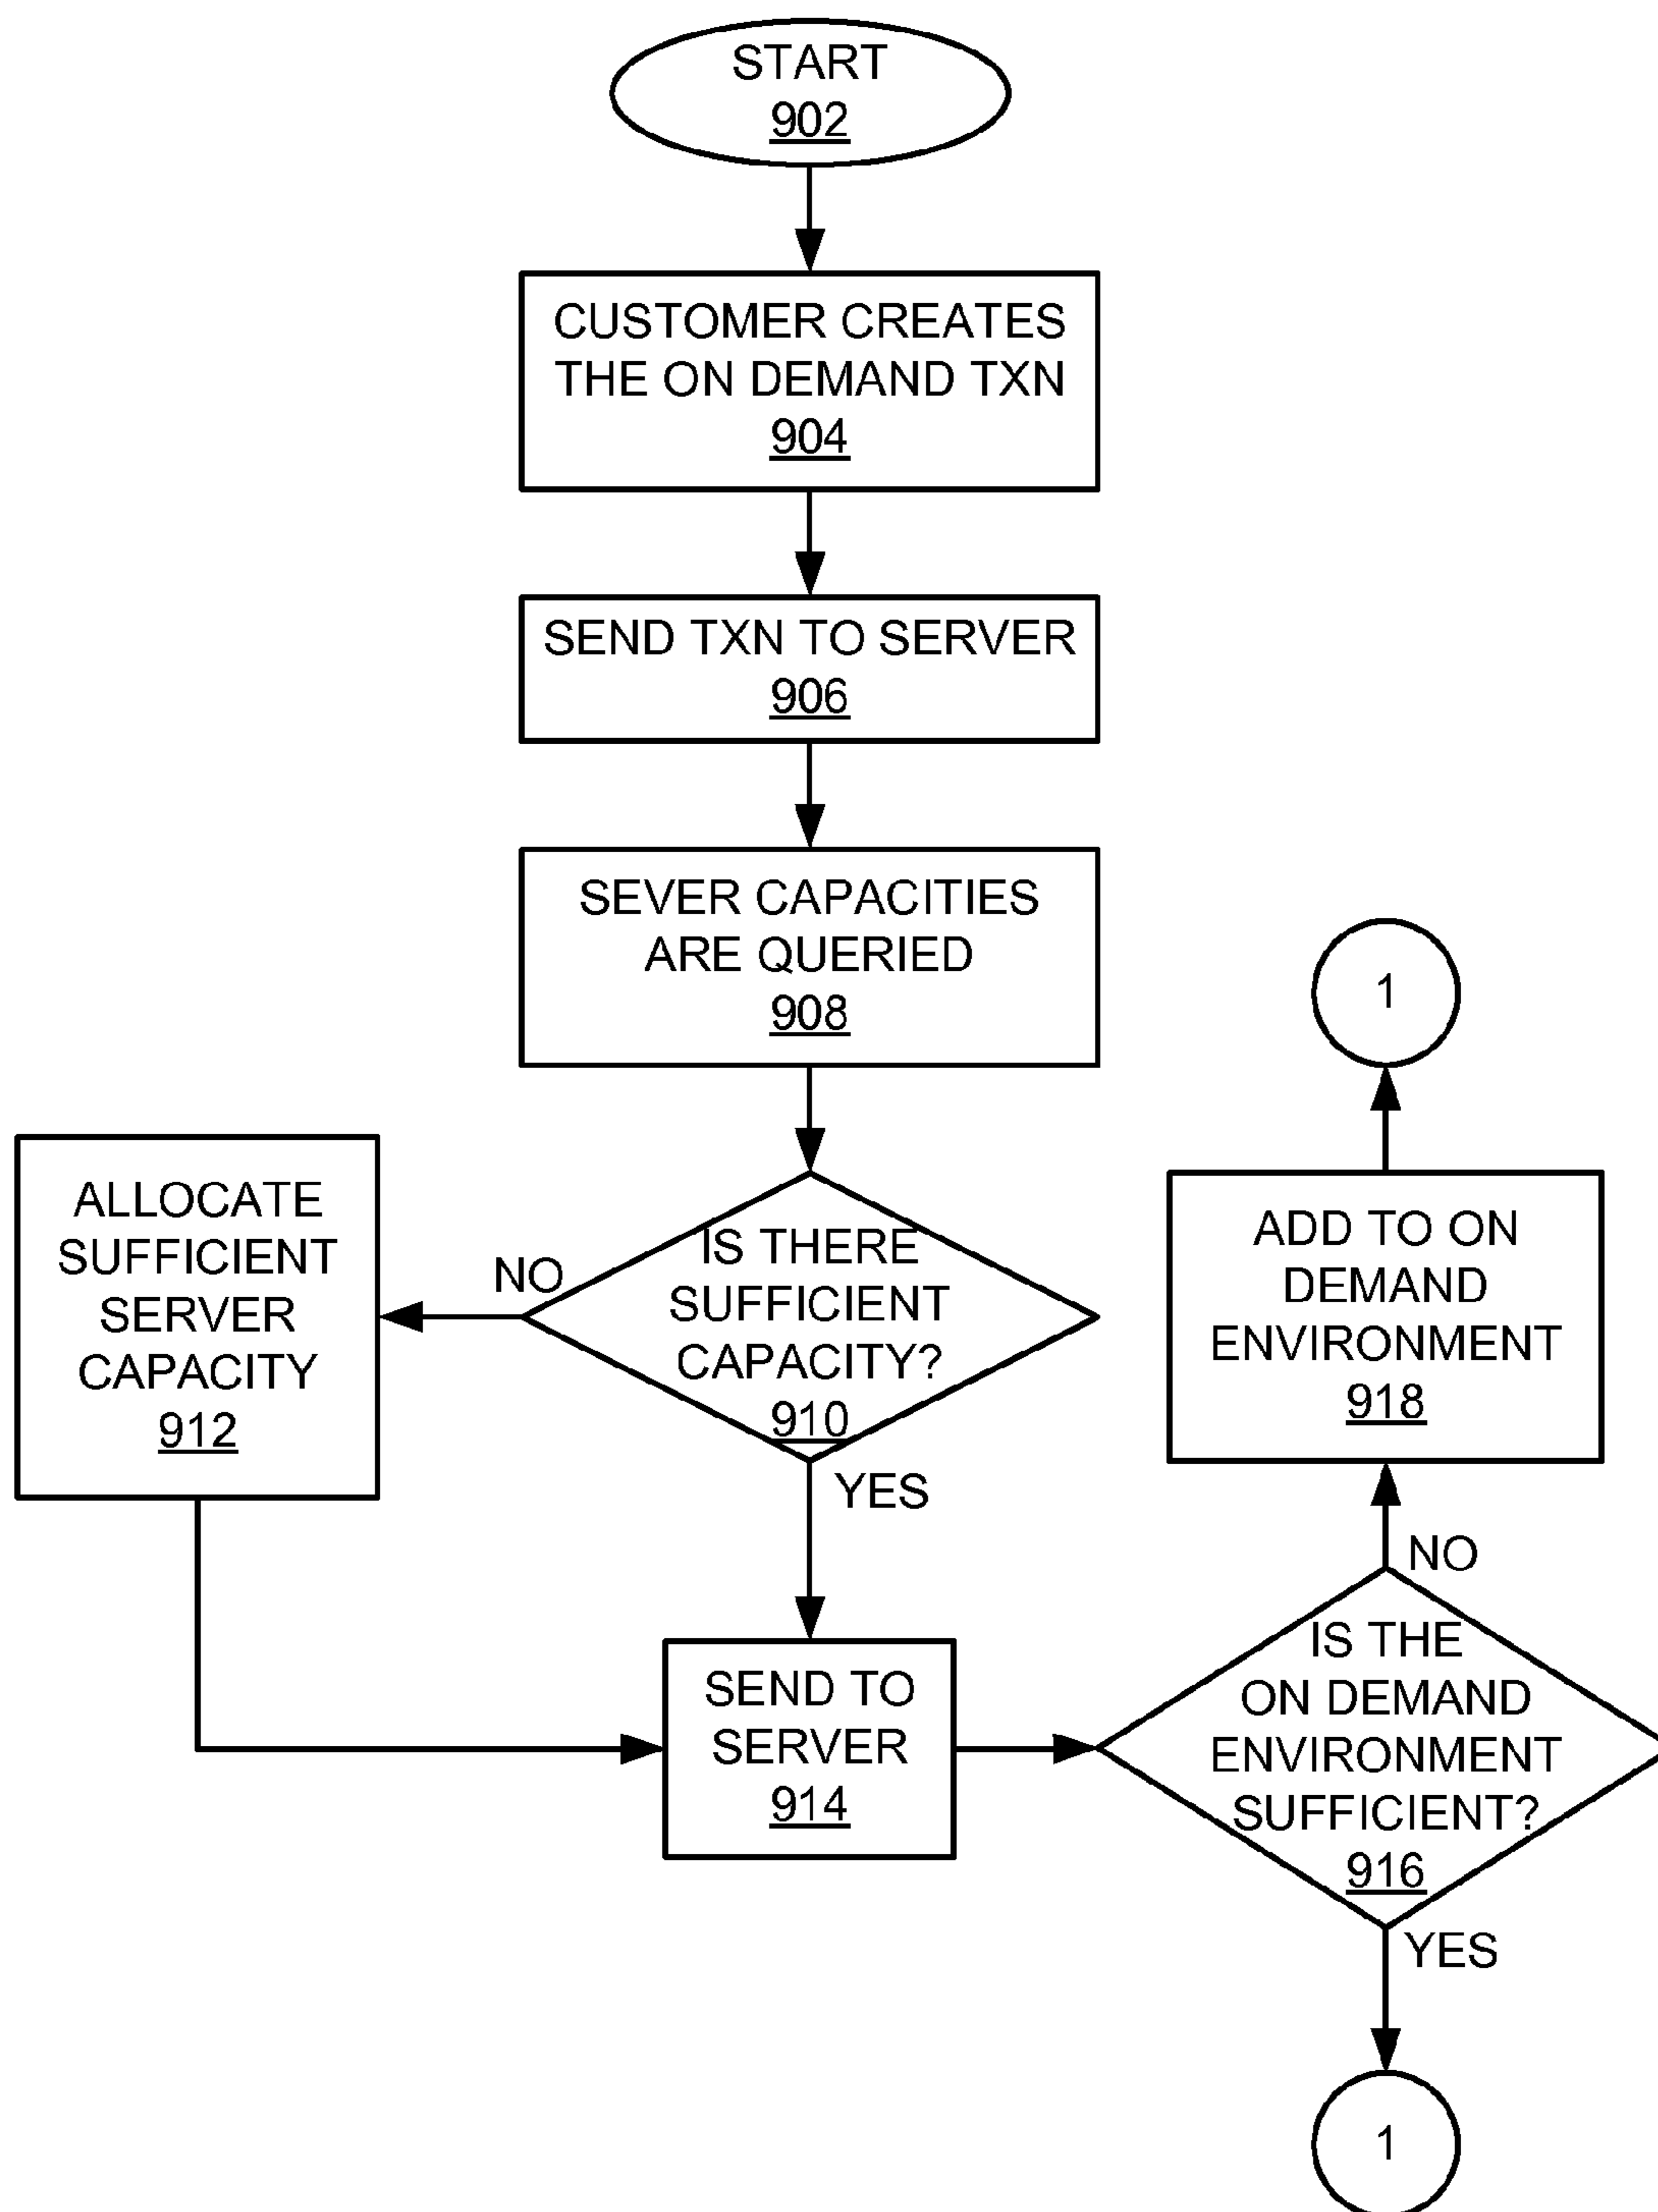 START
902
CUSTOMER CREATES
THE ON DEMAND TXN
904
SEND TXN TO SERVER
906
SEVER CAPACITIES
ARE QUERIED
908
IS THERE
SUFFICIENT
CAPACITY?
910
NO
ALLOCATE
SUFFICIENT
SERVER
CAPACITY
912
YES
SEND TO
SERVER
914
IS THE
ON DEMAND
ENVIRONMENT
SUFFICIENT?
916
NO
ADD TO ON
DEMAND
ENVIRONMENT
918
1
YES
1